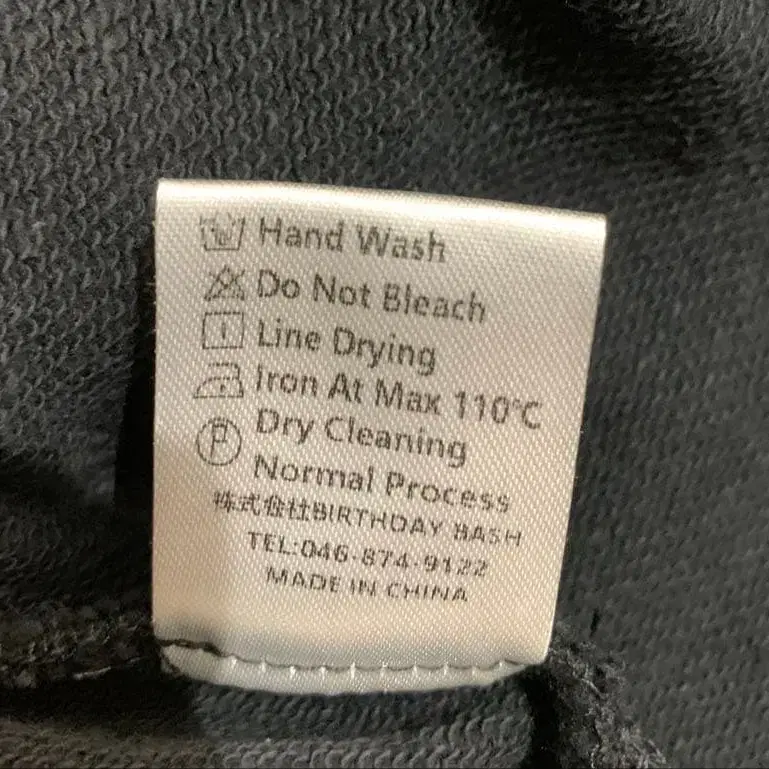 Hand Wash
Do Not Bleach
Line Drying
Iron At Max 110°C
P Dry Cleaning
Normal Process
株式会社BIRTHDAY BASH
TEL:046-874-9122
MADE IN CHINA